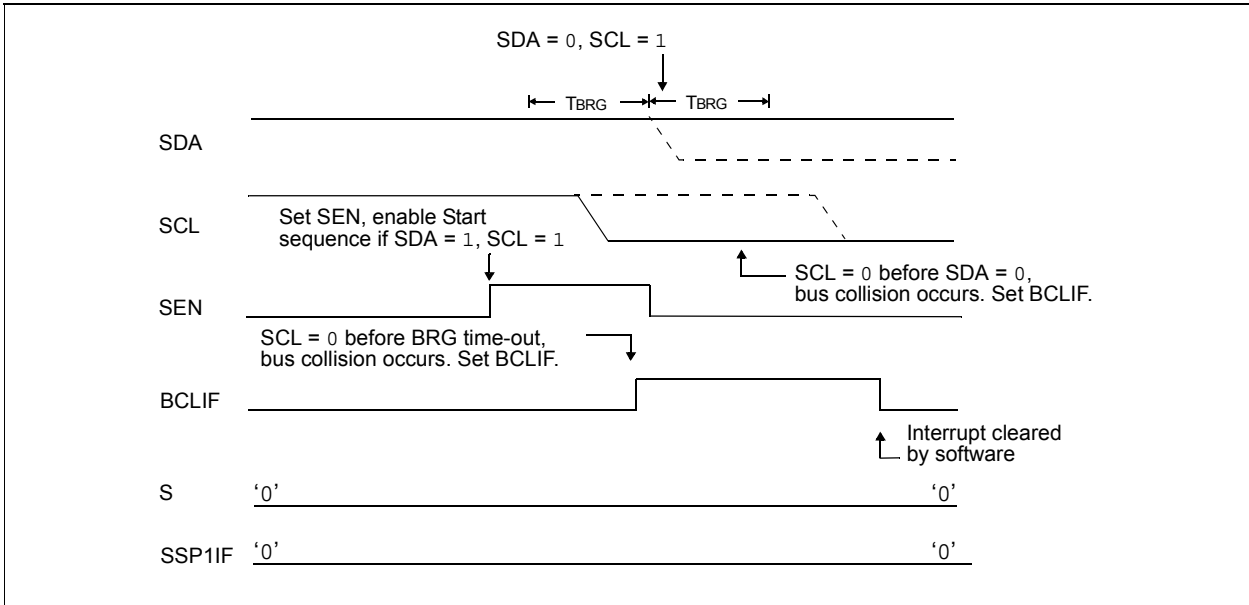 SDA = 0, SCL = 1
TBRG TBRG
SDA
SCL
Set SEN, enable Start
sequence if SDA = 1, SCL = 1
SCL = 0 before SDA = 0,
bus collision occurs. Set BCLIF.
SEN
SCL = 0 before BRG time-out,
bus collision occurs. Set BCLIF.
BCLIF
Interrupt cleared
by software
S ‘0’ ‘0’
SSP1IF ‘0’ ‘0’